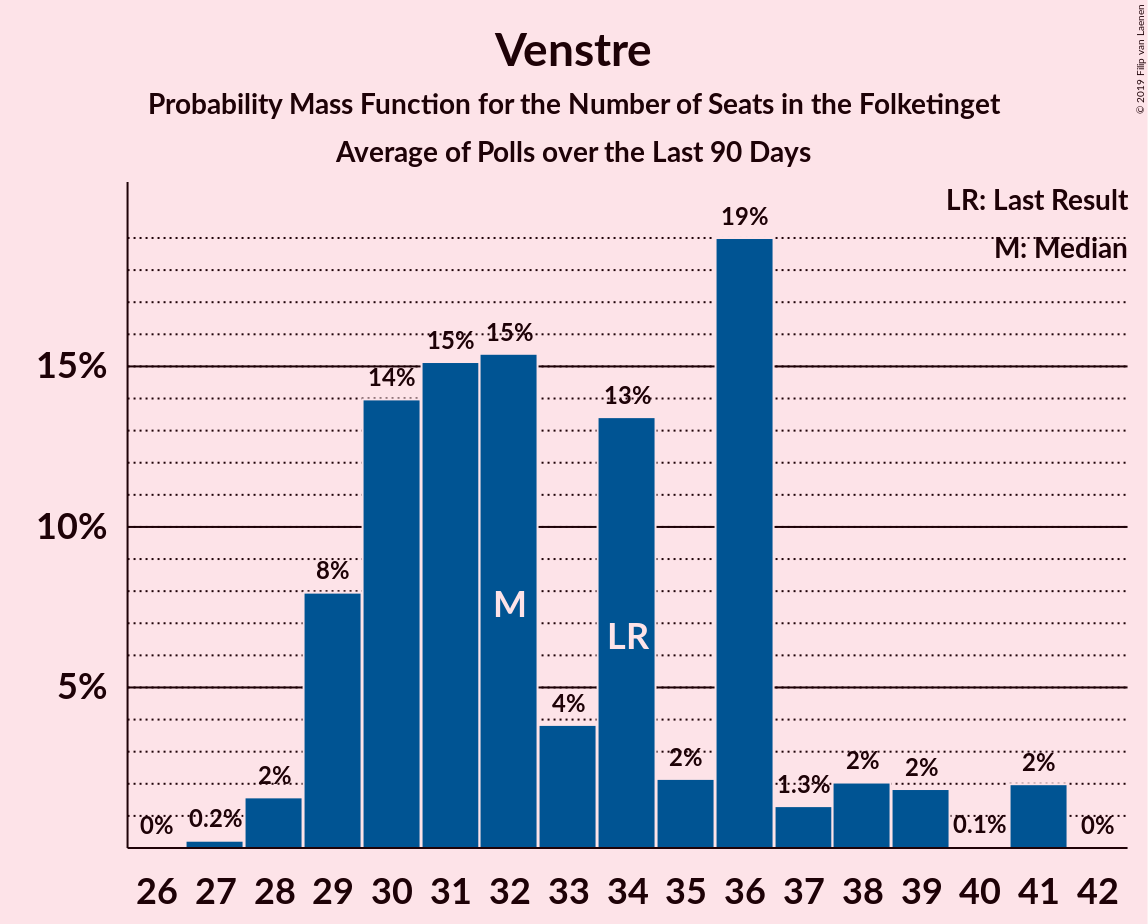 Venstre
Probability Mass Function for the Number of Seats in the Folketinget
Average of Polls over the Last 90 Days
© 2019 Filip van Laenen
LR: Last Result
M: Median
15%
10%
5%
0%
0.2%
2%
8%
14%
15%
15%
4%
13%
2%
19%
1.3%
2%
2%
0.1%
2%
0%
M
LR
26 27 28 29 30 31 32 33 34 35 36 37 38 39 40 41 42